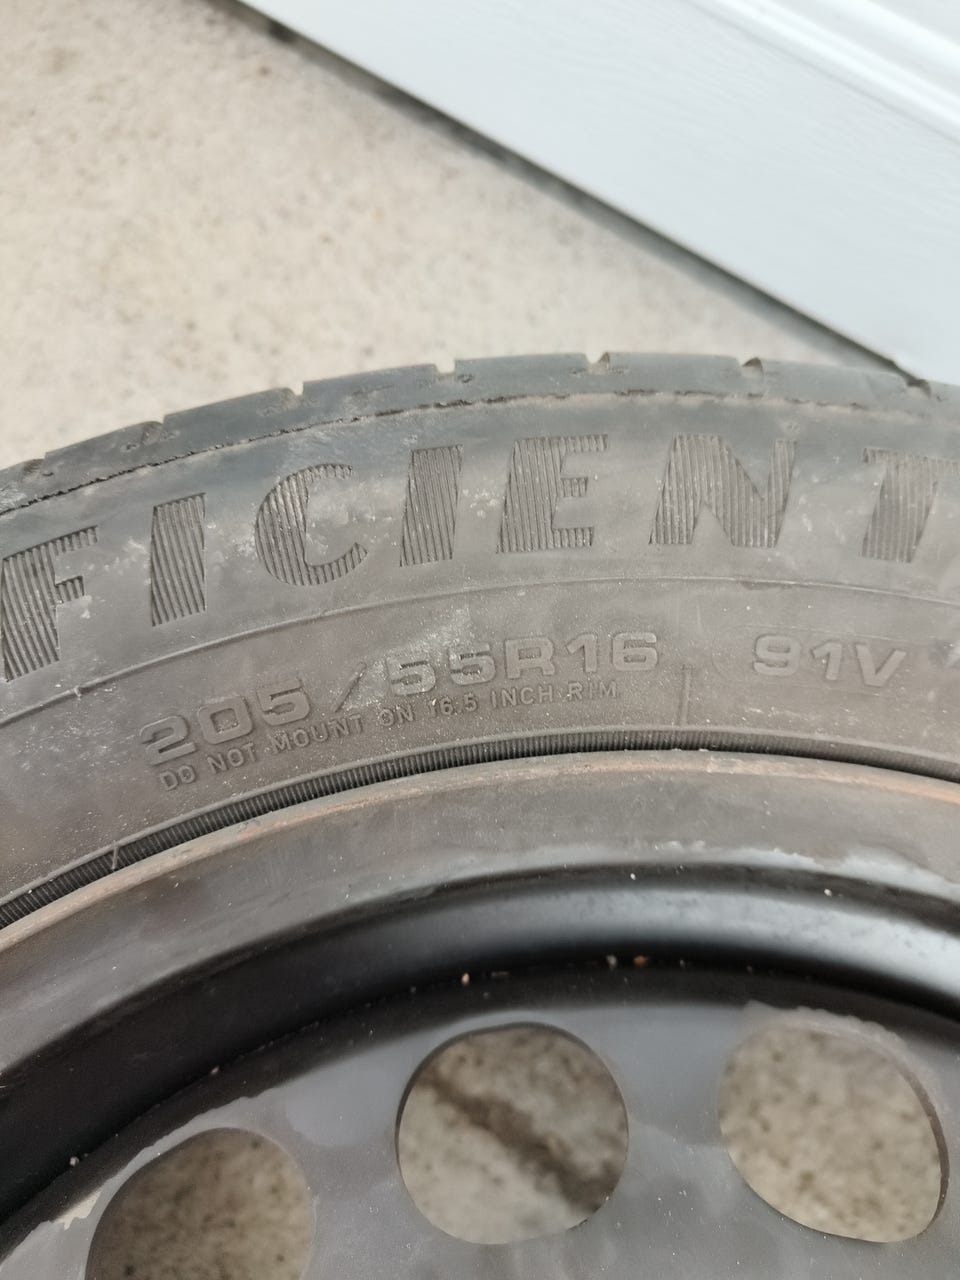 FICIENT
205/55R16 91V
DO NOT MOUNT ON 16.5 INCH RIM